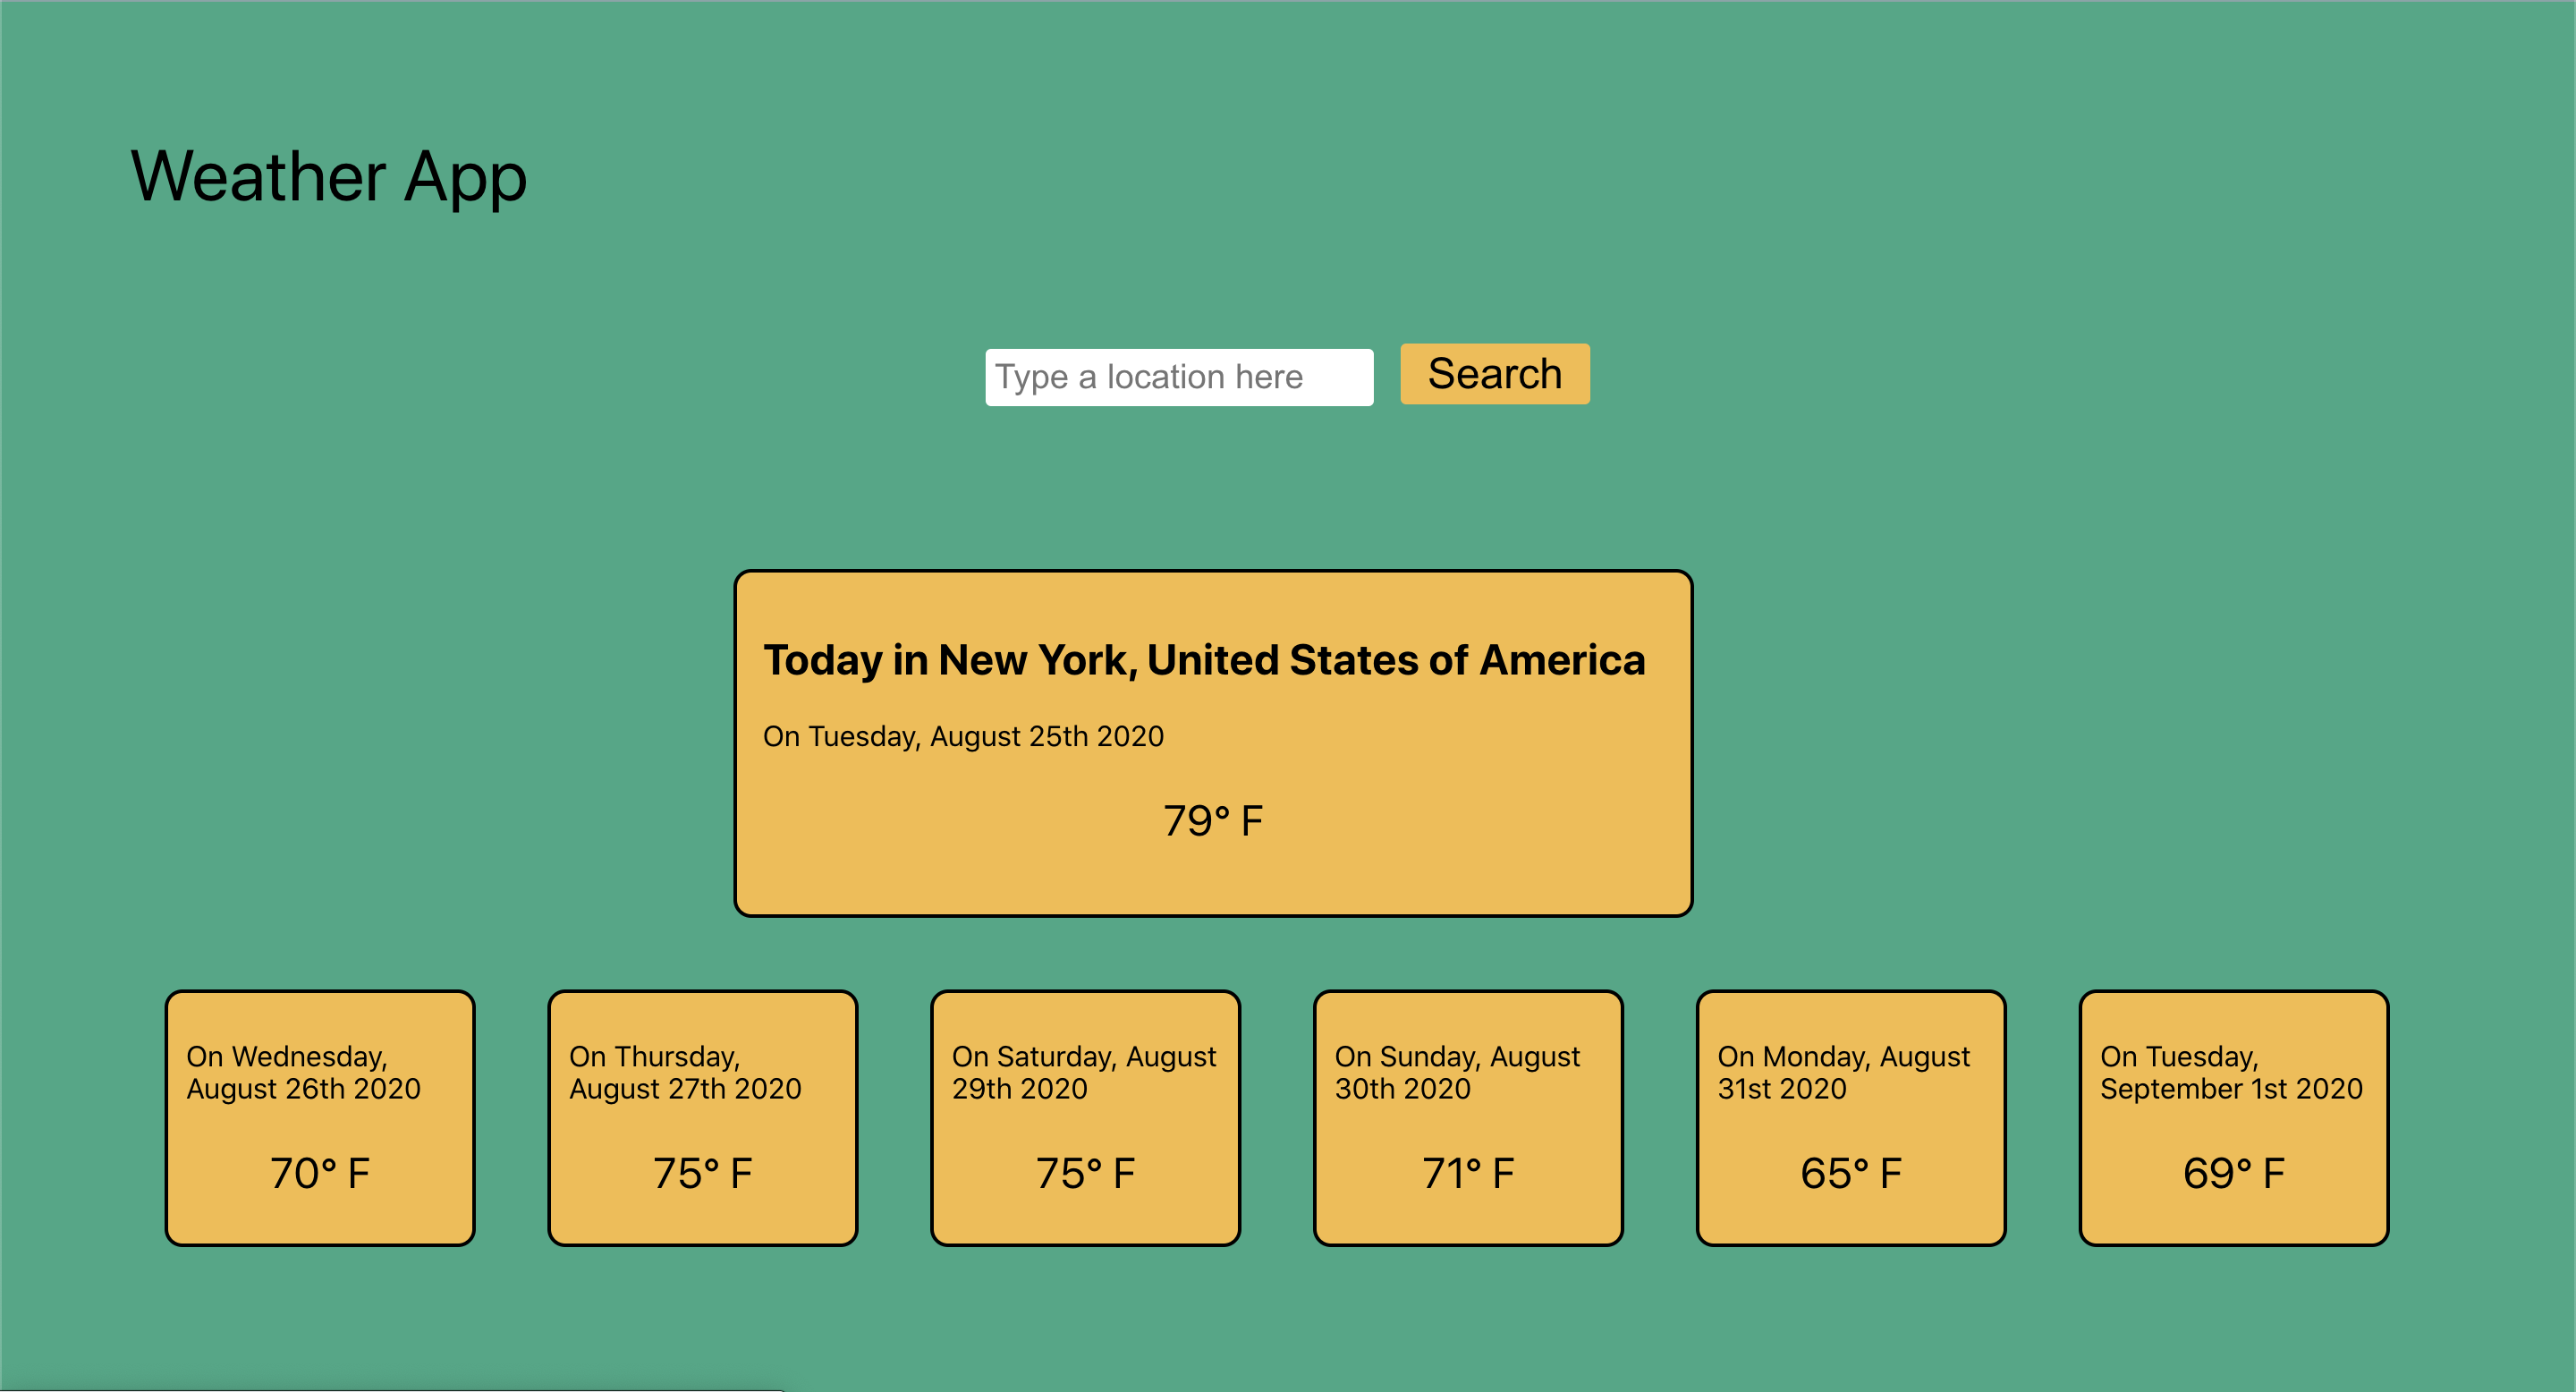 Weather App
Type a location here
Search
Today in New York, United States of America
On Tuesday, August 25th 2020
79° F
On Wednesday,
August 26th 2020
70° F
On Thursday,
August 27th 2020
75° F
On Saturday, August
29th 2020
75° F
On Sunday, August
30th 2020
71° F
On Monday, August
31st 2020
65° F
On Tuesday,
September 1st 2020
69° F